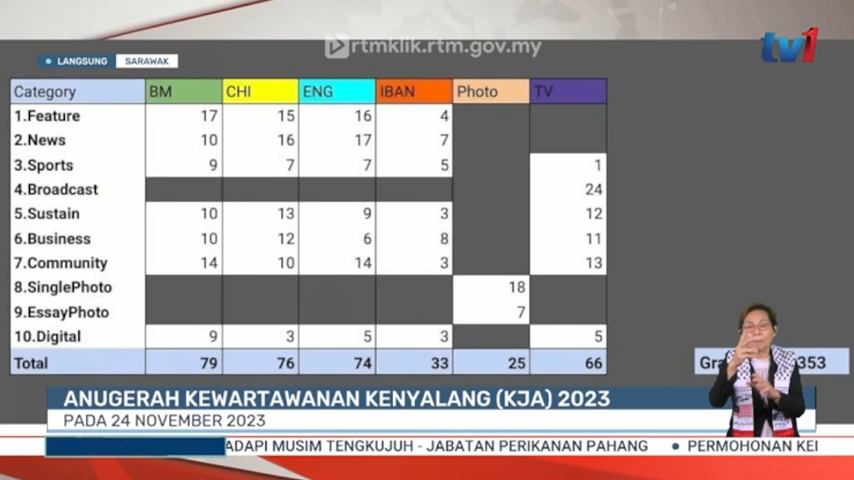 rtmklik.rtm.gov.my
tv1
LANGSUNG SARAWAK
Category BM CHI ENG IBAN Photo TV
1.Feature 17 15 16 4
2.News 10 16 17 7
3.Sports 9 7 7 5 1
4.Broadcast 24
5.Sustain 10 13 9 3 12
6.Business 10 12 6 8 11
7.Community 14 10 14 3 13
8.SinglePhoto 18
9.EssayPhoto 7
10.Digital 9 3 5 3 5
Total 79 76 74 33 25 66
353
ANUGERAH KEWARTAWANAN KENYALANG (KJA) 2023
PADA 24 NOVEMBER 2023
ADAPI MUSIM TENGKUJUH - JABATAN PERIKANAN PAHANG • PERMOHONAN KEI